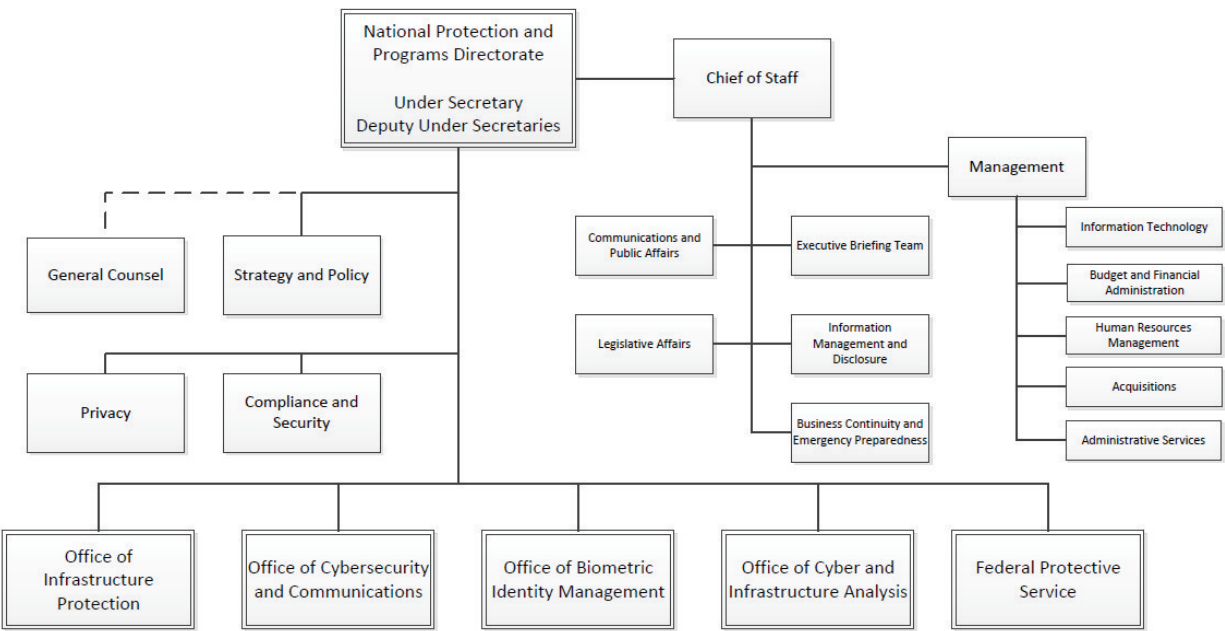 National Protection and
Programs Directorate
Under Secretary
Deputy Under Secretaries
Chief of Staff
Management
General Counsel
Strategy and Policy
Communications and
Public Affairs
Executive Briefing Team
Information Technology
Budget and Financial
Administration
Legislative Affairs
Information
Management and
Disclosure
Human Resources
Management
Privacy
Compliance and
Security
Acquisitions
Business Continuity and
Emergency Preparedness
Administrative Services
Office of
Infrastructure
Protection
Office of Cybersecurity
and Communications
Office of Biometric
Identity Management
Office of Cyber and
Infrastructure Analysis
Federal Protective
Service